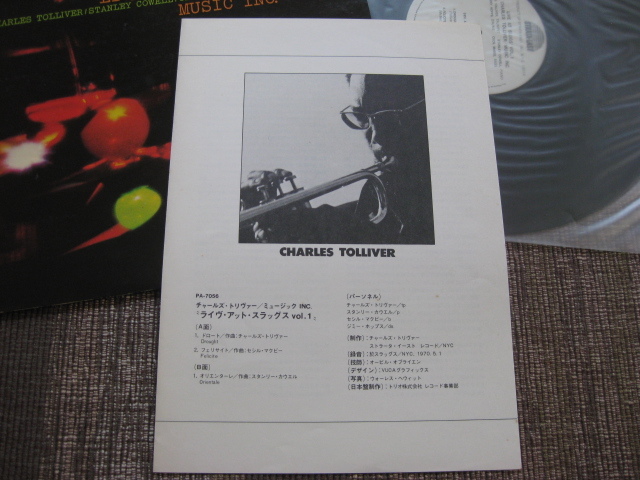 MUSIC INC.
CHARLES TOLLIVER/STANLEY COWELL
CHARLES TOLLIVER
PA-7056
チャールズ・トリヴァー/ミュージック INC.
「ライヴ・アット・スラッグス vol.1」
(A面)
1. ドロート/作曲:チャールズ・トリヴァー
Drought
2. フェリサイト/作曲:セシル・マクビー
Felicite
(B面)
1. オリエンターレ/作曲:スタンリー・カウエル
Orientale
(パーソネル)
チャールズ・トリヴァー/tp
スタンリー・カウエル/p
セシル・マクビー/b
ジミー・ホップス/ds
(制作):チャールズ・トリヴァー
ストラータ・イースト レコード/NYC
(録音):於スラッグス/NYC, 1970.5.1
(技師):オービル・オブライエン
(デザイン):VUCAグラフィックス
(写真):ウォーレス・ヘウィット
(日本盤制作):トリオ株式会社 レコード事業部